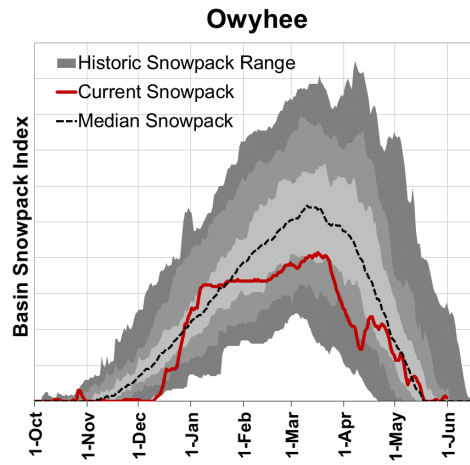 Owyhee
Historic Snowpack Range
Current Snowpack
Median Snowpack
Basin Snowpack Index
1-Oct
1-Nov
1-Dec
1-Jan
1-Feb
1-Mar
1-Apr
1-May
1-Jun